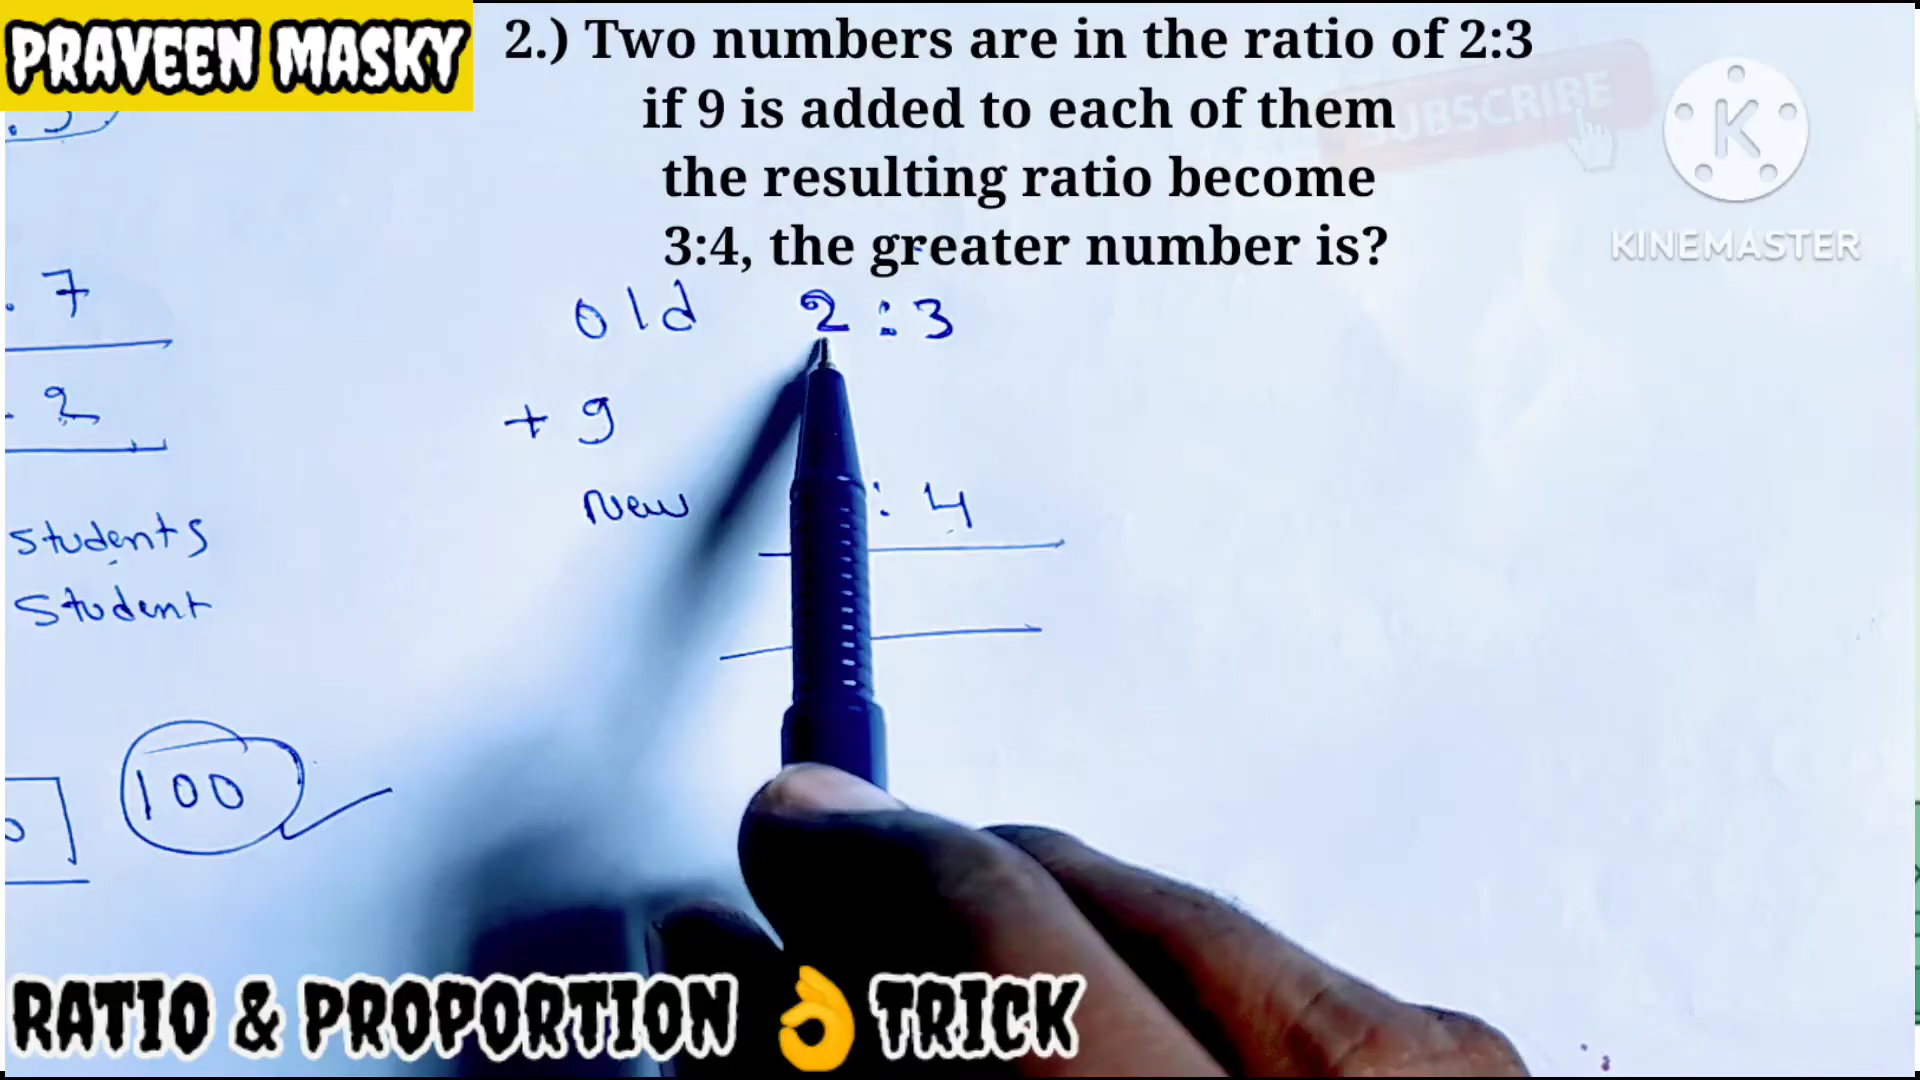 PRAVEEN MASKY
2.) Two numbers are in the ratio of 2:3
if 9 is added to each of them
the resulting ratio become
3:4, the greater number is?
SUBSCRIBE
KINEMASTER
. 7
2
students
student
100
old 2 : 3
+ 9
New : 4
RATIO & PROPORTION 👌 TRICK